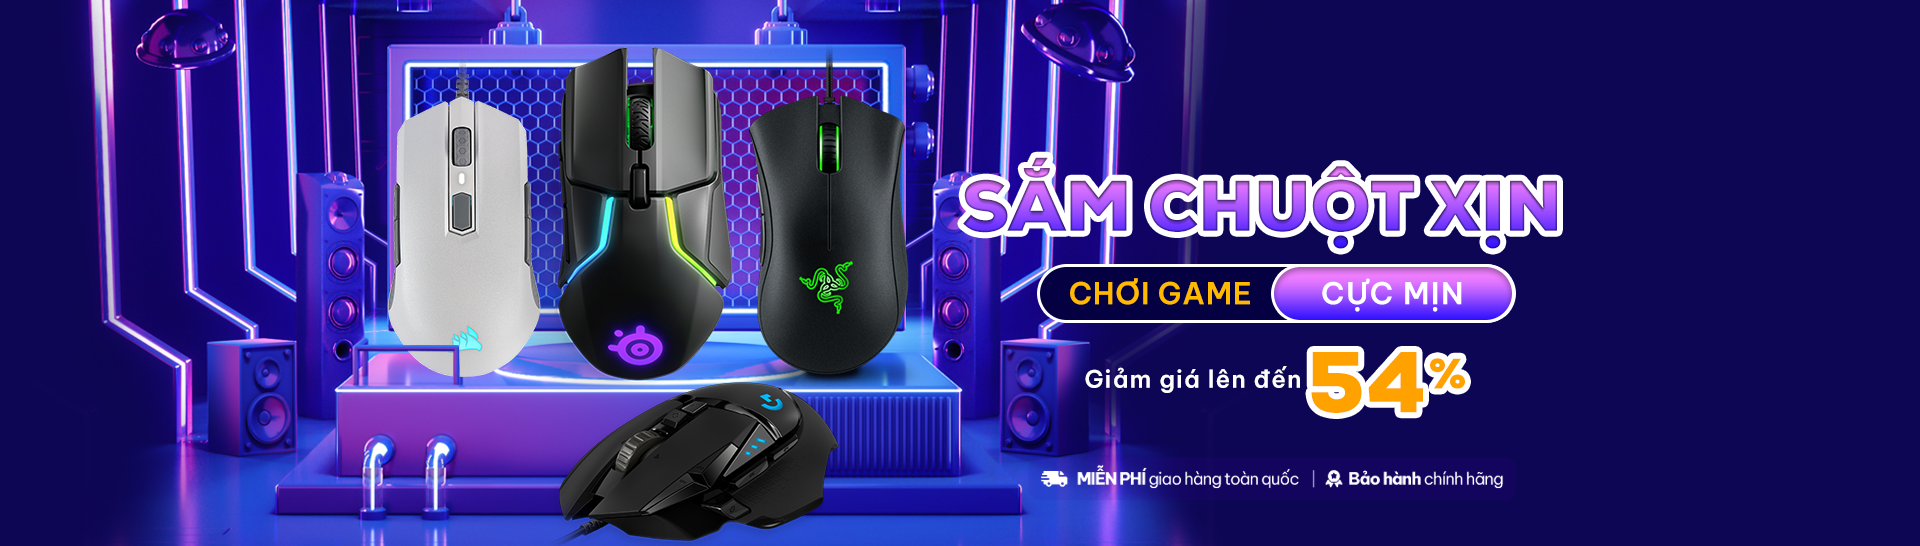 SẮM CHUỘT XỊN
CHƠI GAME CỰC MỊN
Giảm giá lên đến 54%
MIỄN PHÍ giao hàng toàn quốc | Bảo hành chính hãng